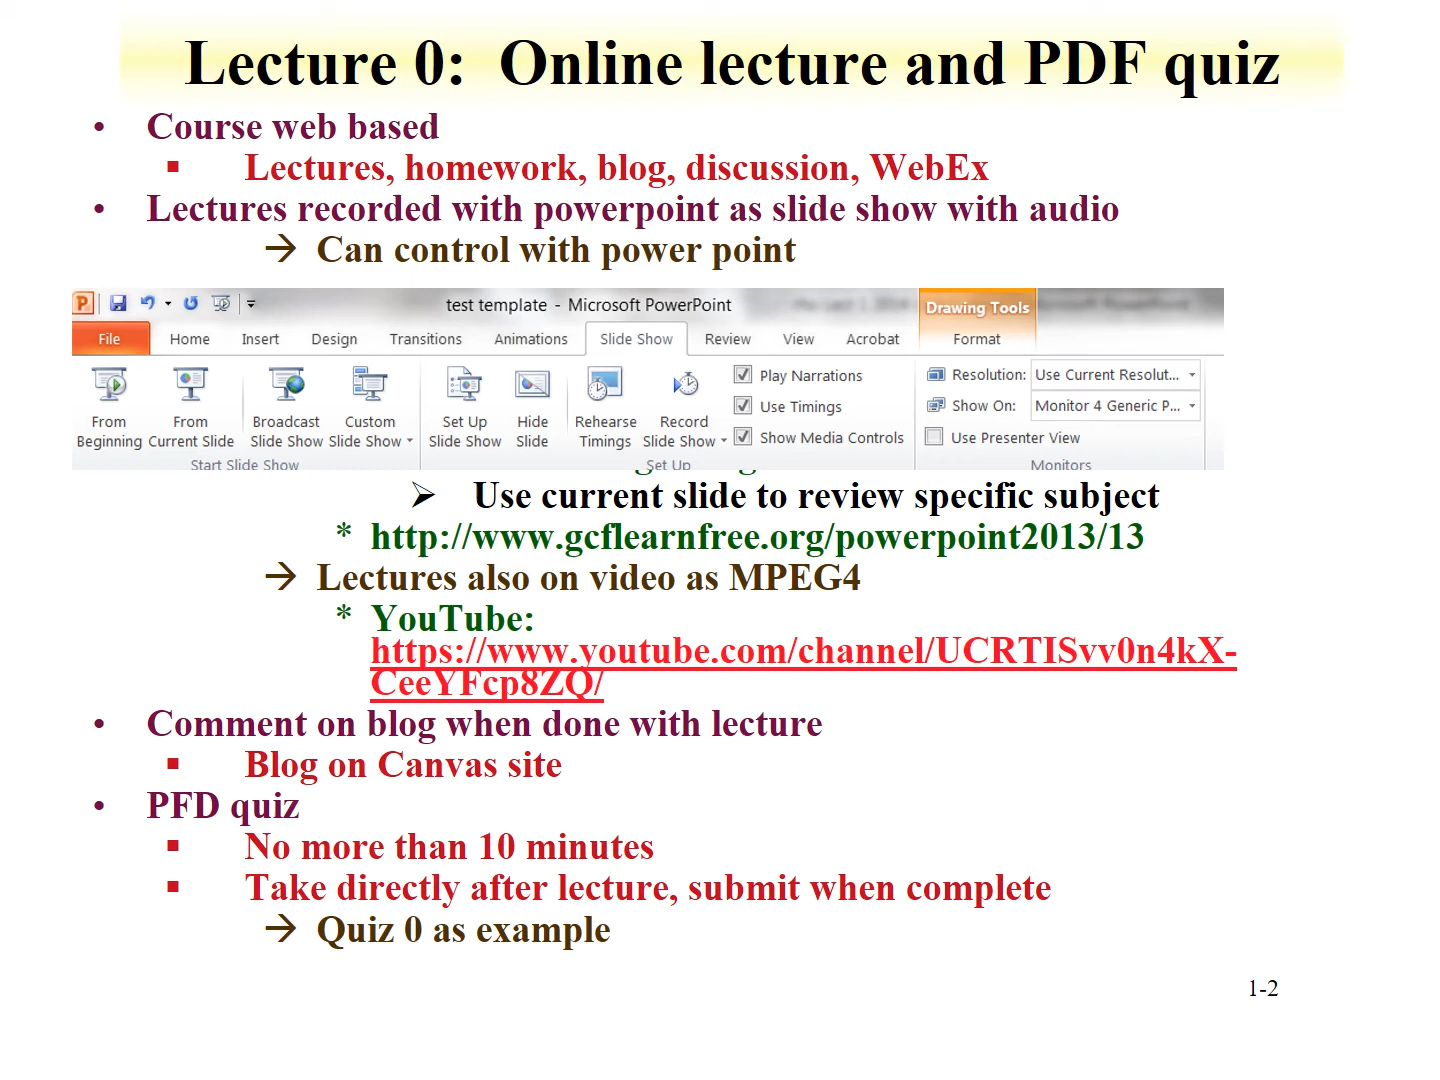 Lecture 0:  Online lecture and PDF quiz
• Course web based
▪ Lectures, homework, blog, discussion, WebEx
• Lectures recorded with powerpoint as slide show with audio
→ Can control with power point
test template - Microsoft PowerPoint
Drawing Tools
File Home Insert Design Transitions Animations Slide Show Review View Acrobat Format
From Beginning
From Current Slide
Broadcast Slide Show
Custom Slide Show
Set Up Slide Show
Hide Slide
Rehearse Timings
Record Slide Show
Play Narrations
Use Timings
Show Media Controls
Resolution: Use Current Resolut...
Show On: Monitor 4 Generic P...
Use Presenter View
Start Slide Show Set Up Monitors
➢ Use current slide to review specific subject
* http://www.gcflearnfree.org/powerpoint2013/13
→ Lectures also on video as MPEG4
* YouTube:
https://www.youtube.com/channel/UCRTISvv0n4kX-
CeeYFcp8ZQ/
• Comment on blog when done with lecture
▪ Blog on Canvas site
• PFD quiz
▪ No more than 10 minutes
▪ Take directly after lecture, submit when complete
→ Quiz 0 as example
1-2